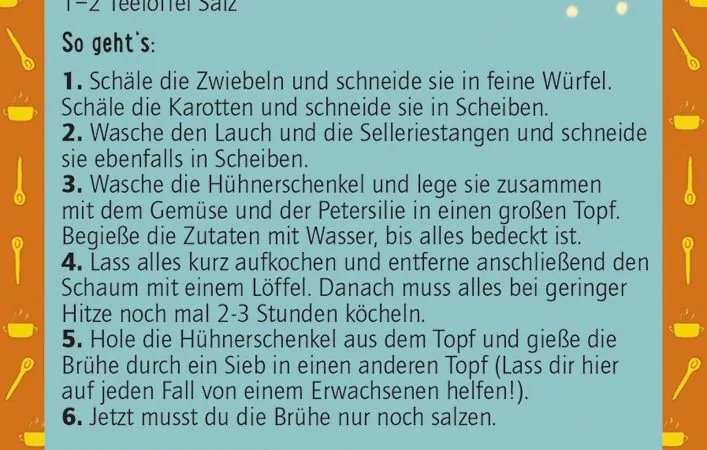 1–2 Teelöffel Salz
So geht's:
1. Schäle die Zwiebeln und schneide sie in feine Würfel.
Schäle die Karotten und schneide sie in Scheiben.
2. Wasche den Lauch und die Selleriestangen und schneide
sie ebenfalls in Scheiben.
3. Wasche die Hühnerschenkel und lege sie zusammen
mit dem Gemüse und der Petersilie in einen großen Topf.
Begieße die Zutaten mit Wasser, bis alles bedeckt ist.
4. Lass alles kurz aufkochen und entferne anschließend den
Schaum mit einem Löffel. Danach muss alles bei geringer
Hitze noch mal 2-3 Stunden köcheln.
5. Hole die Hühnerschenkel aus dem Topf und gieße die
Brühe durch ein Sieb in einen anderen Topf (Lass dir hier
auf jeden Fall von einem Erwachsenen helfen!).
6. Jetzt musst du die Brühe nur noch salzen.